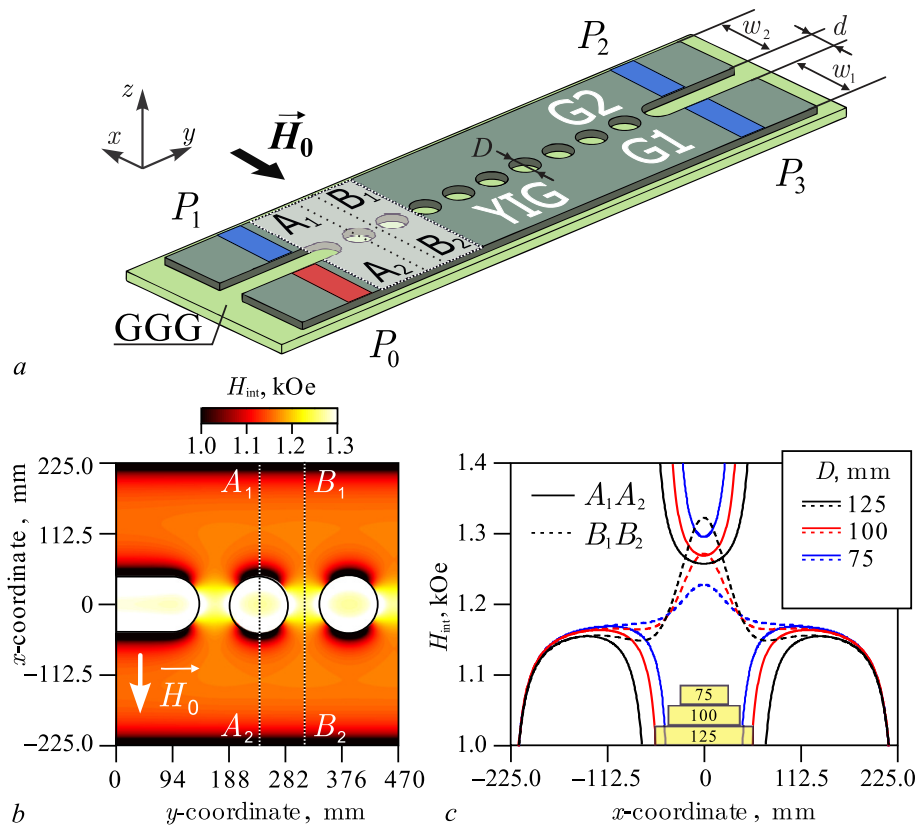 P₂
w₂
d
w₁
z
x
y
H₀
G2
G1
D
YIG
P₃
P₁
A₁
B₁
A₂
B₂
GGG
P₀
a
H_int, kOe
1.0 1.1 1.2 1.3
225.0
112.5
0
−112.5
−225.0
x-coordinate, mm
A₁
B₁
H₀
A₂
B₂
0 94 188 282 376 470
y-coordinate, mm
b
1.4
1.3
1.2
1.1
1.0
H_int, kOe
A₁A₂
B₁B₂
D, mm
125
100
75
75
100
125
−225.0 −112.5 0 112.5 225.0
x-coordinate, mm
c